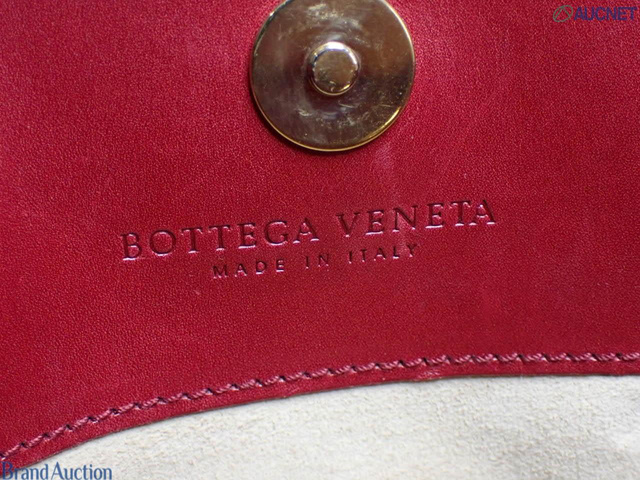 AUCNET
BOTTEGA VENETA
MADE IN ITALY
Brand Auction